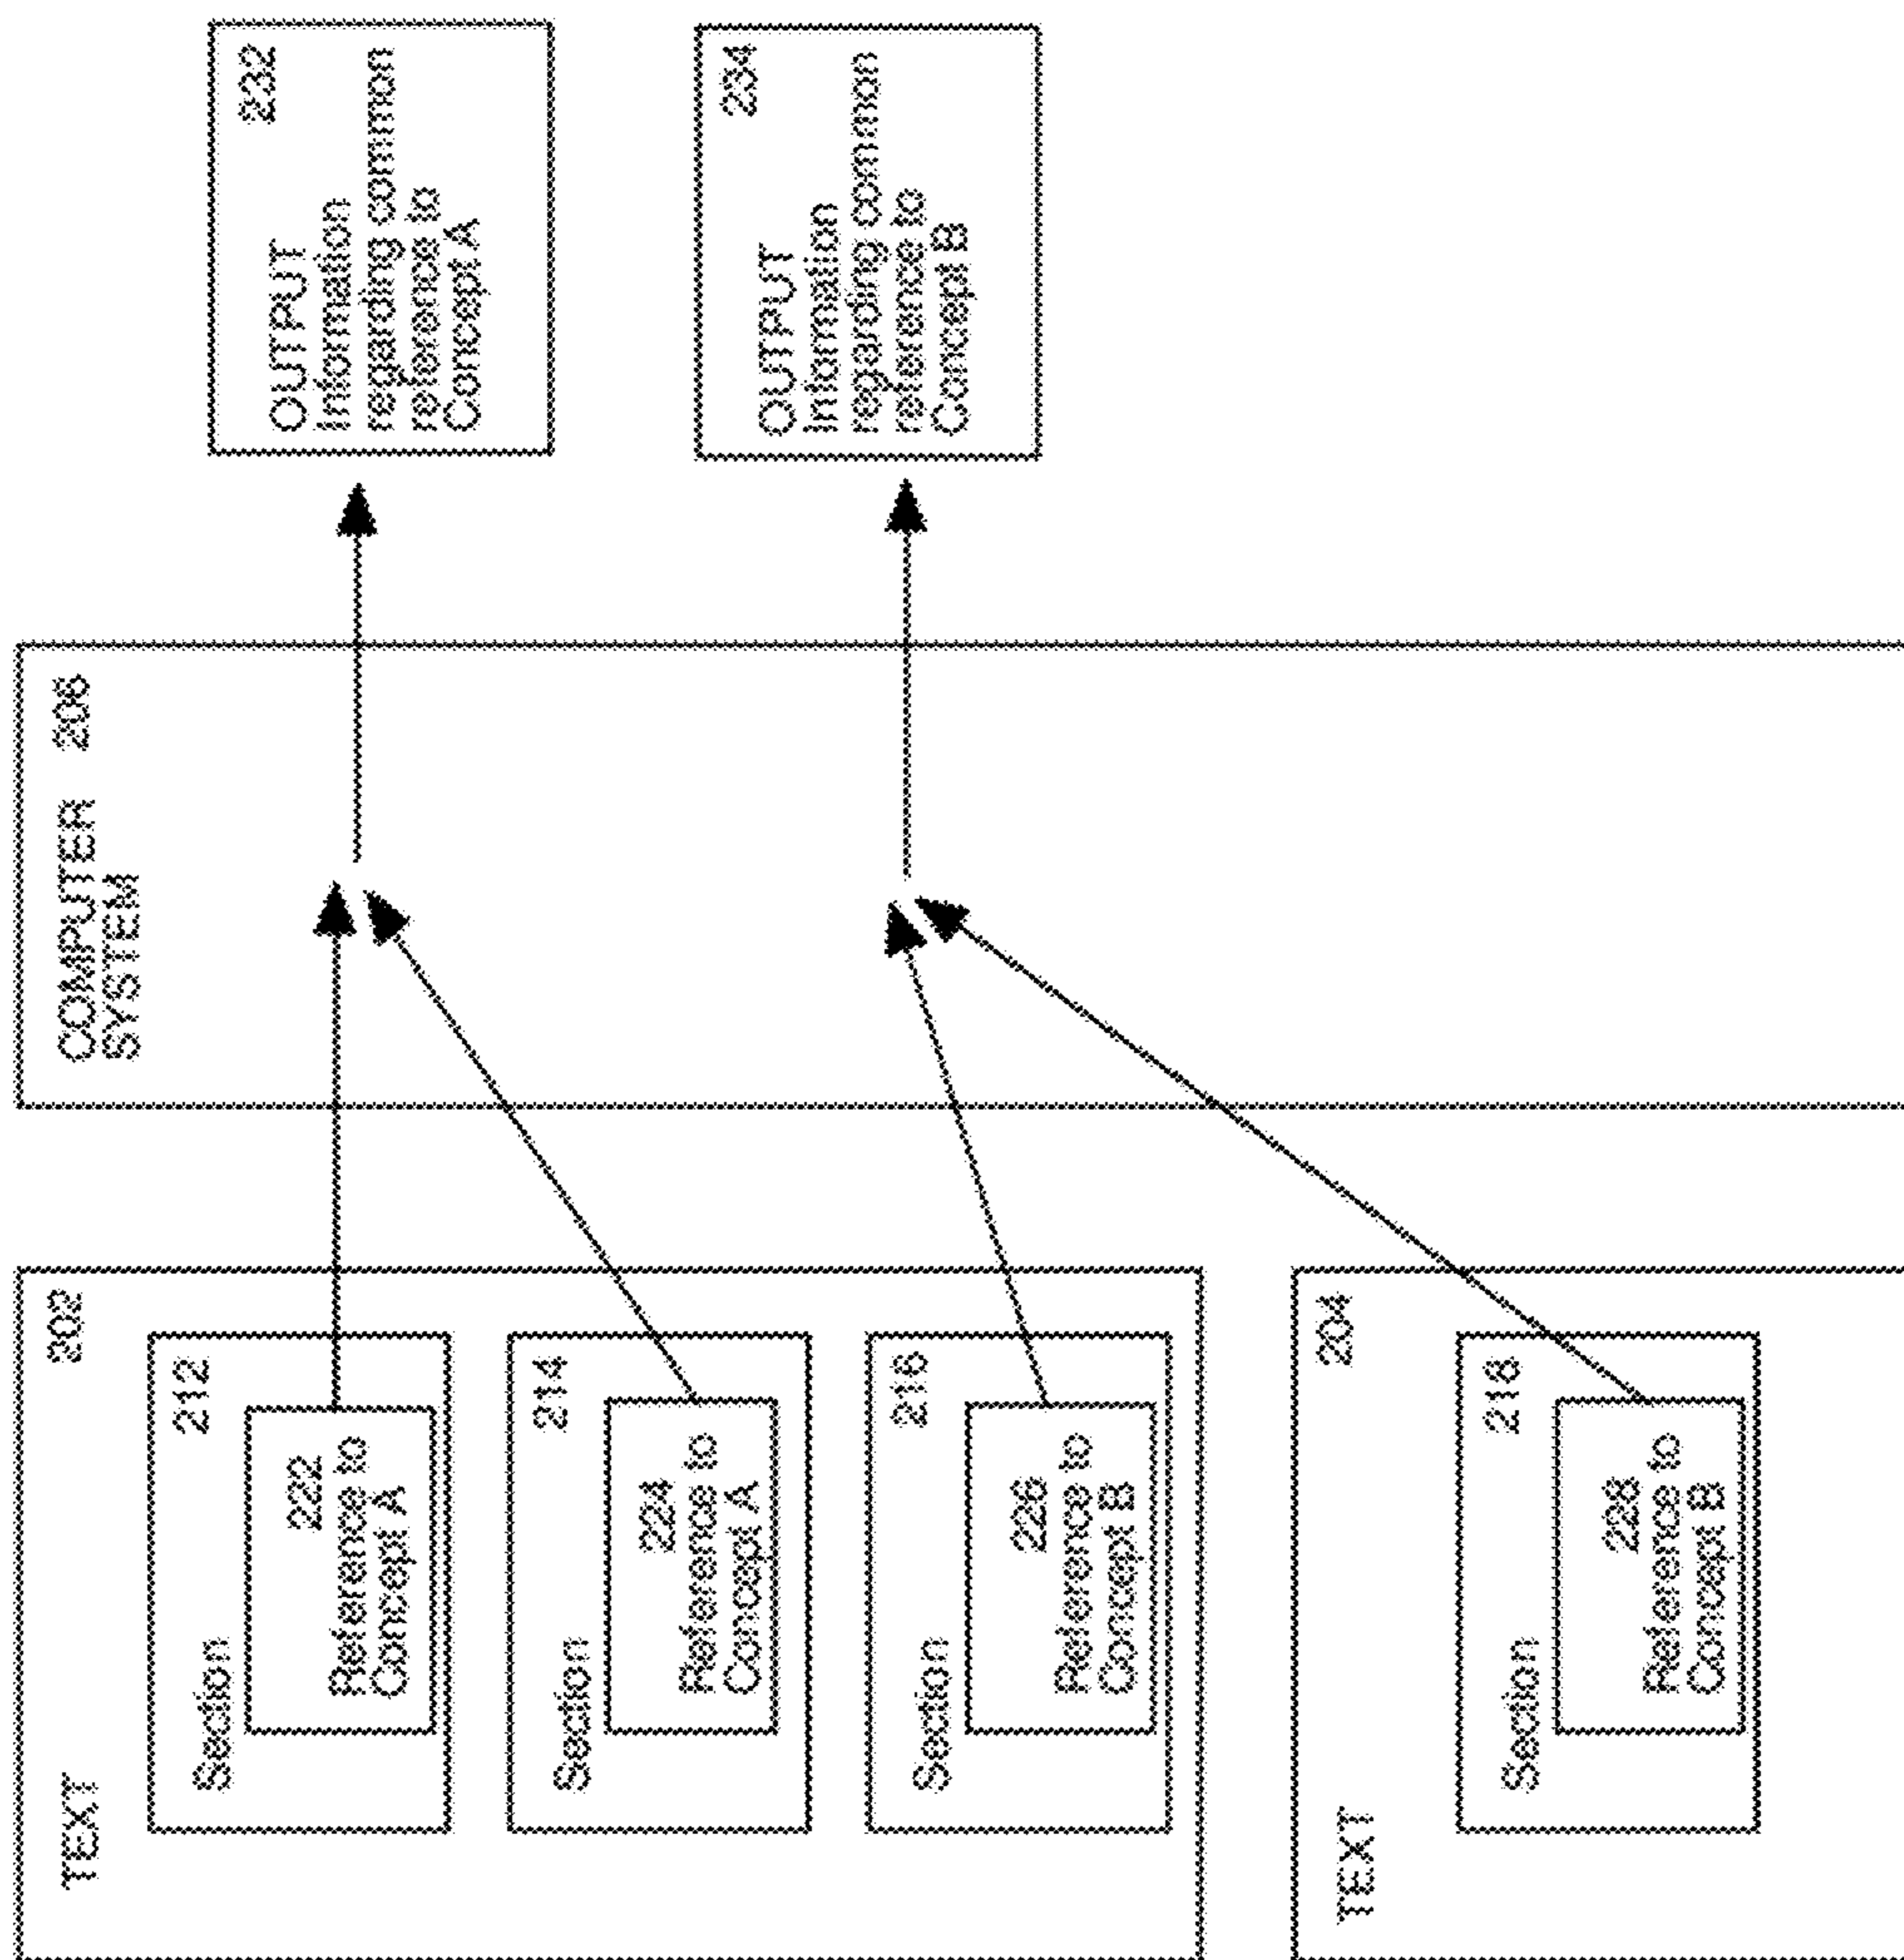 TEXT 202
Section 212
222
Reference to
Concept A
Section 214
224
Reference to
Concept A
Section 216
226
Reference to
Concept B
TEXT 204
Section 218
228
Reference to
Concept B
COMPUTER 206
SYSTEM
232
OUTPUT
Information
regarding common
reference to
Concept A
234
OUTPUT
Information
regarding common
reference to
Concept B